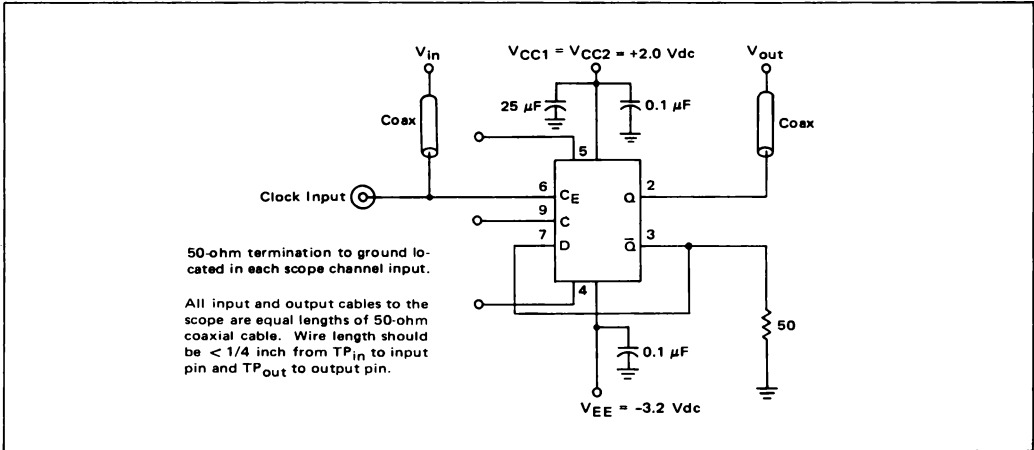 Vin
VCC1 = VCC2 = +2.0 Vdc
Vout
25 μF
0.1 μF
Coax
Coax
5
Clock Input
6
CE
Q
2
9
C
7
D
Q̅
3
4
50-ohm termination to ground lo-
cated in each scope channel input.
All input and output cables to the
scope are equal lengths of 50-ohm
coaxial cable. Wire length should
be < 1/4 inch from TPin to input
pin and TPout to output pin.
50
0.1 μF
VEE = -3.2 Vdc